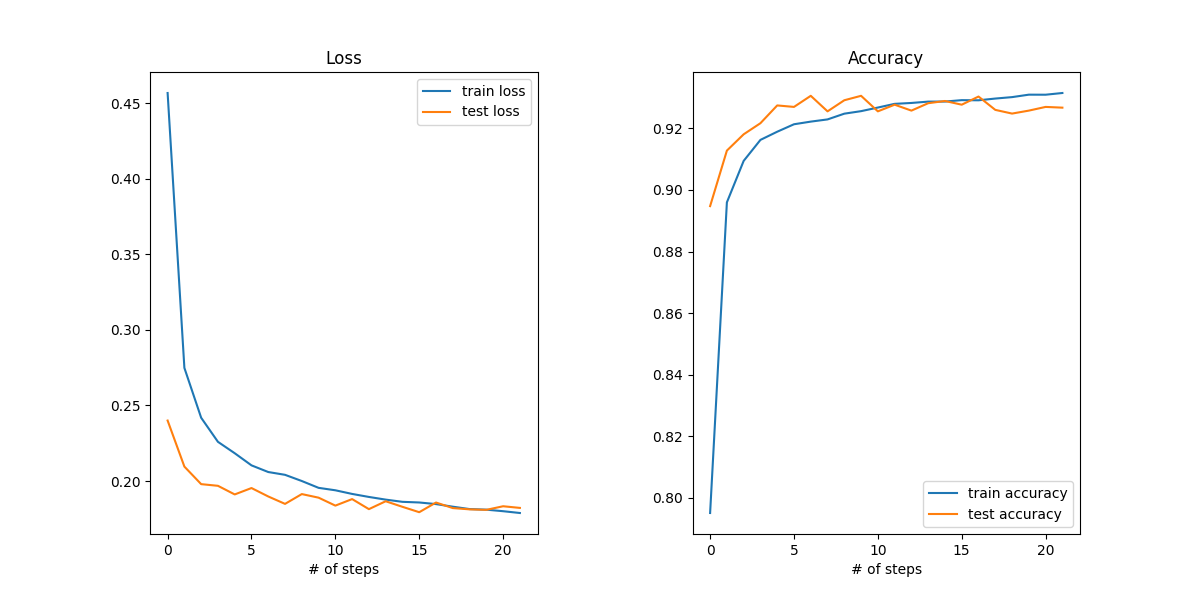 Loss
train loss
test loss
0.45
0.40
0.35
0.30
0.25
0.20
0 5 10 15 20
# of steps
Accuracy
0.92
0.90
0.88
0.86
0.84
0.82
0.80
train accuracy
test accuracy
0 5 10 15 20
# of steps